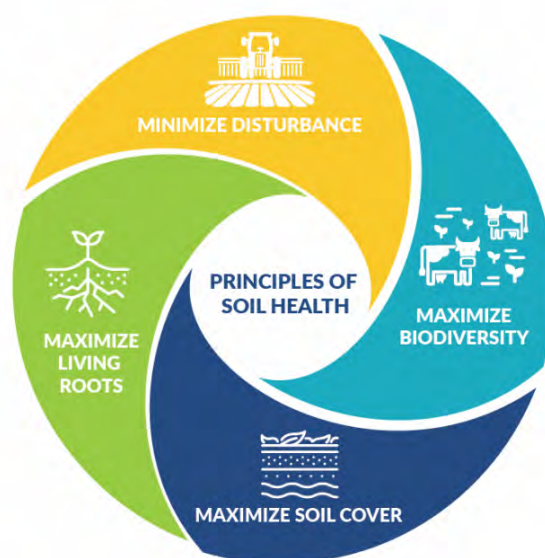 MINIMIZE DISTURBANCE
PRINCIPLES OF
SOIL HEALTH
MAXIMIZE
BIODIVERSITY
MAXIMIZE
LIVING
ROOTS
MAXIMIZE SOIL COVER